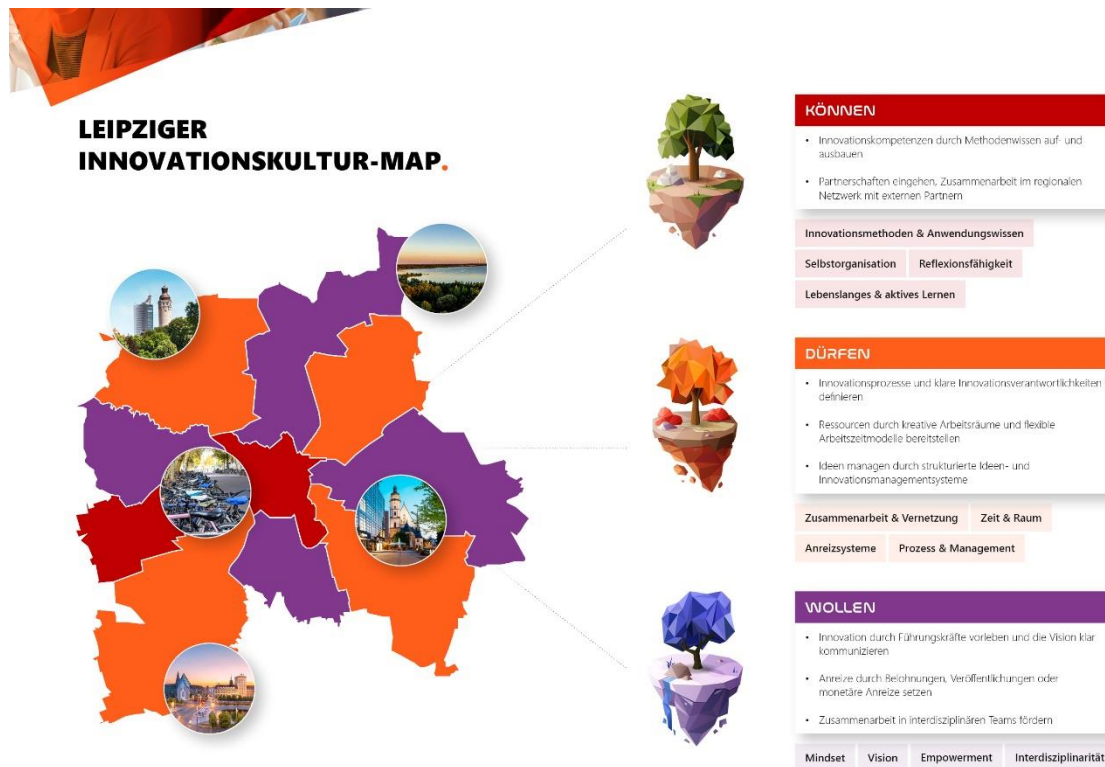 LEIPZIGER
INNOVATIONSKULTUR-MAP.
KÖNNEN
• Innovationskompetenzen durch Methodenwissen auf- und
ausbauen
• Partnerschaften eingehen, Zusammenarbeit im regionalen
Netzwerk mit externen Partnern
Innovationsmethoden & Anwendungswissen
Selbstorganisation
Reflexionsfähigkeit
Lebenslanges & aktives Lernen
DÜRFEN
• Innovationsprozesse und klare Innovationsverantwortlichkeiten
definieren
• Ressourcen durch kreative Arbeitsräume und flexible
Arbeitszeitmodelle bereitstellen
• Ideen managen durch strukturierte Ideen- und
Innovationsmanagementsysteme
Zusammenarbeit & Vernetzung
Zeit & Raum
Anreizsysteme
Prozess & Management
WOLLEN
• Innovation durch Führungskräfte vorleben und die Vision klar
kommunizieren
• Anreize durch Belohnungen, Veröffentlichungen oder
monetäre Anreize setzen
• Zusammenarbeit in interdisziplinären Teams fördern
Mindset
Vision
Empowerment
Interdisziplinarität